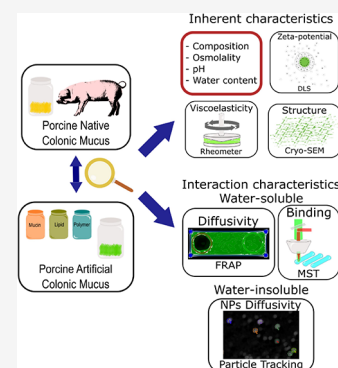 Inherent characteristics
- Composition
- Osmolality
- pH
- Water content
Zeta-potential
DLS
Viscoelasticity
Rheometer
Structure
Cryo-SEM
Porcine Native
Colonic Mucus
Mucin
Lipid
Polymer
Porcine Artificial
Colonic Mucus
Interaction characteristics
Water-soluble
Diffusivity
FRAP
Binding
MST
Water-insoluble
NPs Diffusivity
Particle Tracking